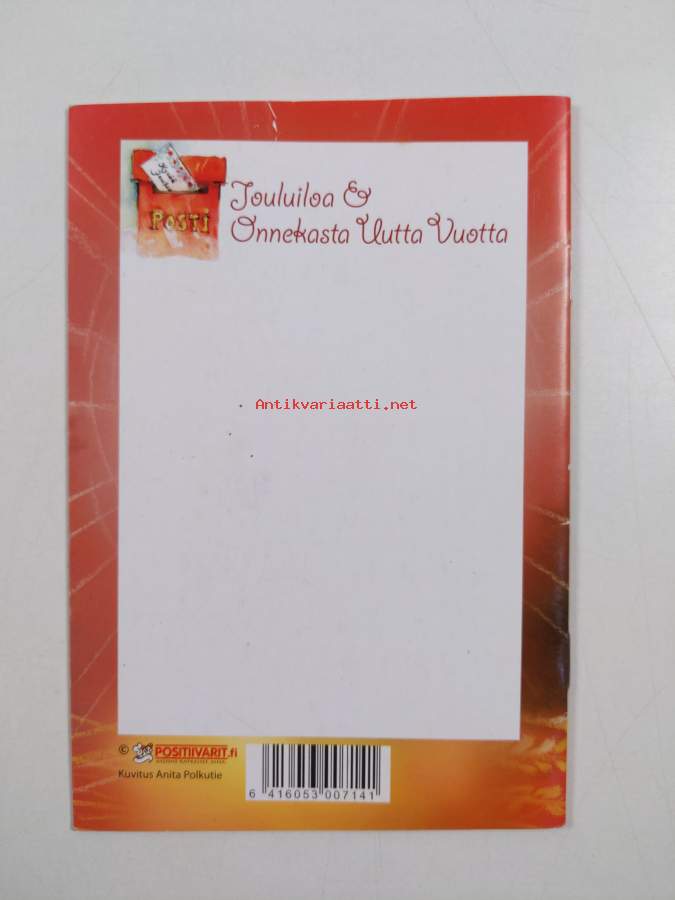 POSTI
Jouluiloa &
Onnekasta Uutta Vuotta
Antikvariaatti.net
© POSITIIVARIT.fi
Kuvitus Anita Polkutie
6 416053 007141